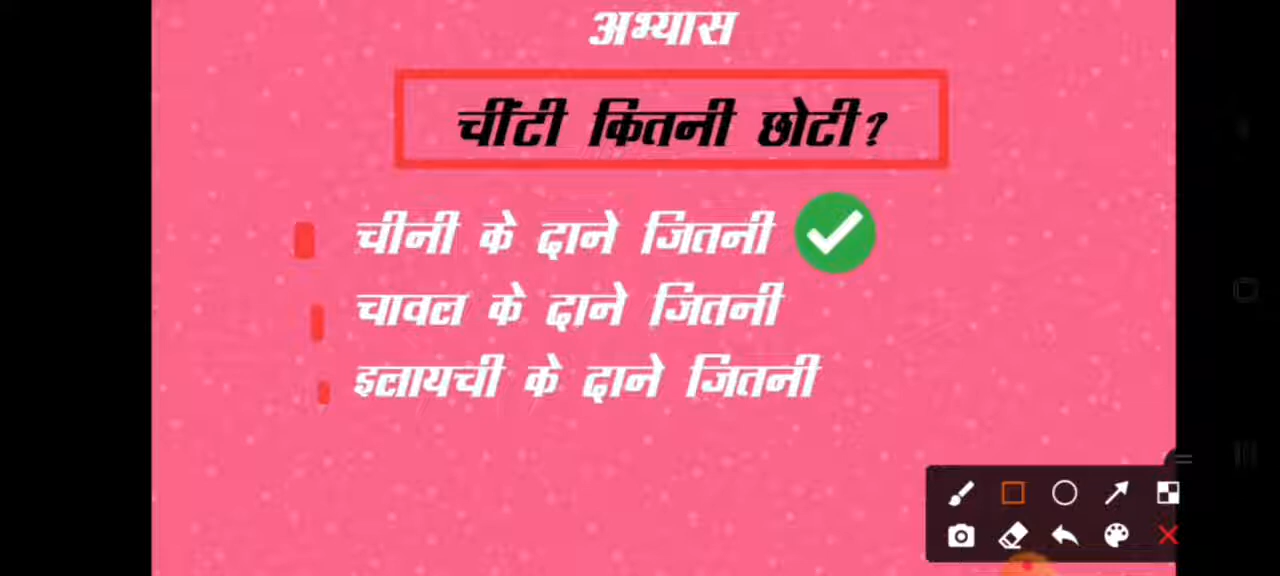 अभ्यास
चींटी कितनी छोटी?
चीनी के दाने जितनी
चावल के दाने जितनी
इलायची के दाने जितनी